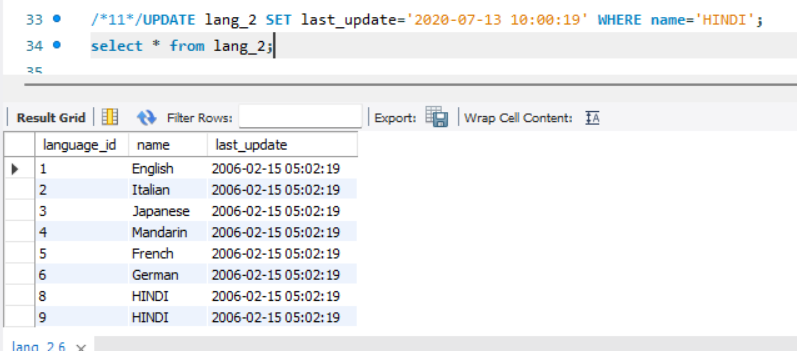 33 /*11*/UPDATE lang_2 SET last_update='2020-07-13 10:00:19' WHERE name='HINDI';
34 select * from lang_2;
35
Result Grid Filter Rows: Export: Wrap Cell Content: IA
language_id name last_update
1 English 2006-02-15 05:02:19
2 Italian 2006-02-15 05:02:19
3 Japanese 2006-02-15 05:02:19
4 Mandarin 2006-02-15 05:02:19
5 French 2006-02-15 05:02:19
6 German 2006-02-15 05:02:19
8 HINDI 2006-02-15 05:02:19
9 HINDI 2006-02-15 05:02:19
lang_2 6 ×